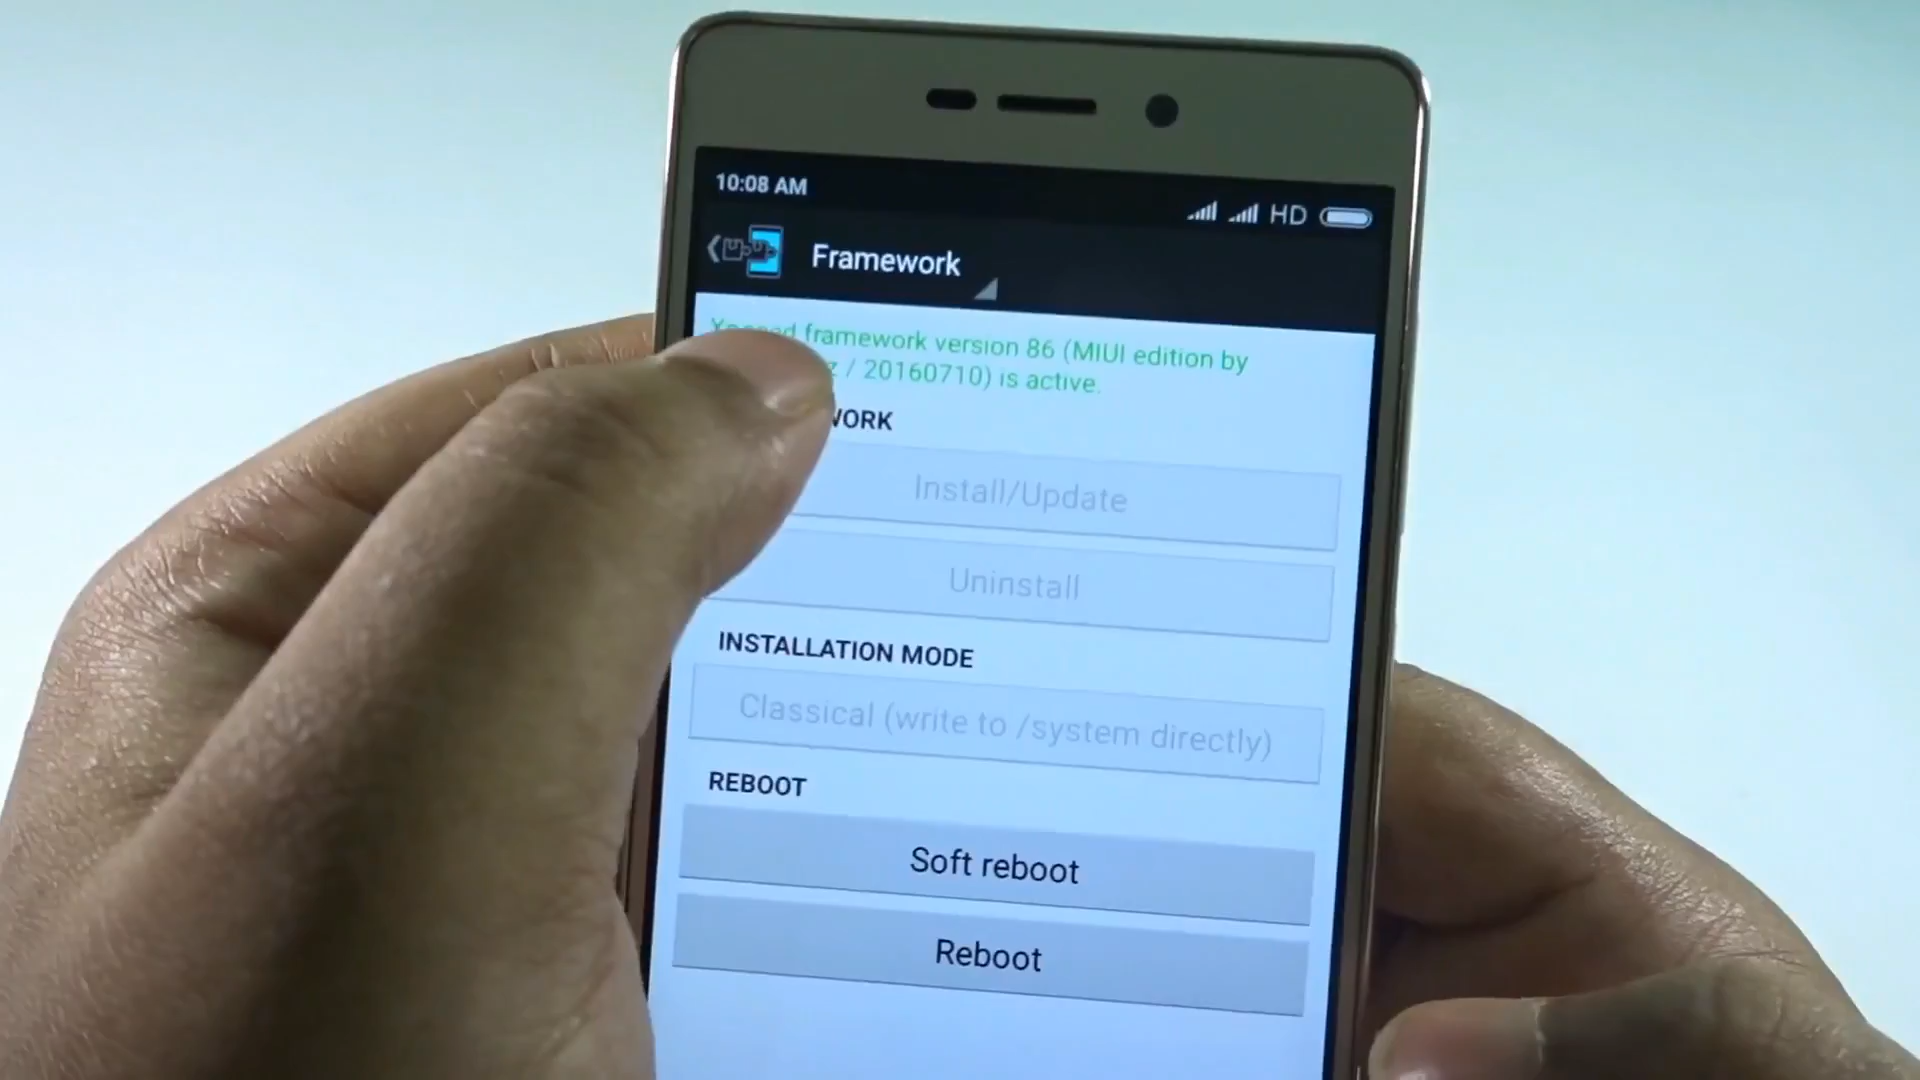 10:08 AM
HD
Framework
framework version 86 (MIUI edition by
/ 20160710) is active.
Install/Update
Uninstall
INSTALLATION MODE
Classical (write to /system directly)
REBOOT
Soft reboot
Reboot